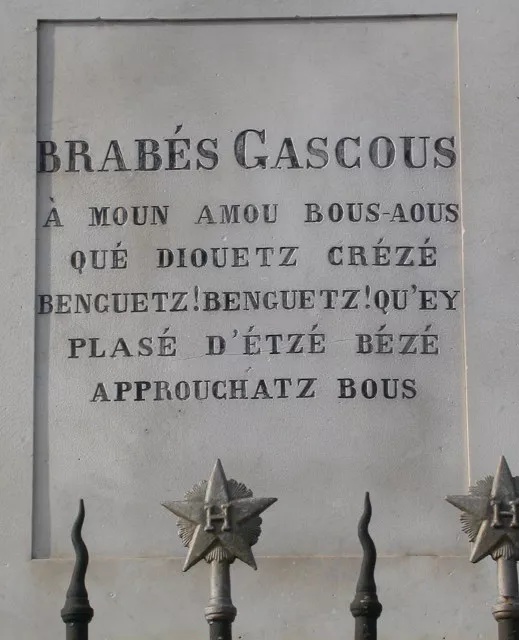 BRABÉS GASCOUS
À MOUN AMOU BOUS-AOUS
QUÉ DIOUETZ CRÉZÉ
BENGUETZ!BENGUETZ!QU'EY
PLASÉ D'ÉTZÉ BÉZÉ
APPROUCHATZ BOUS
H
H